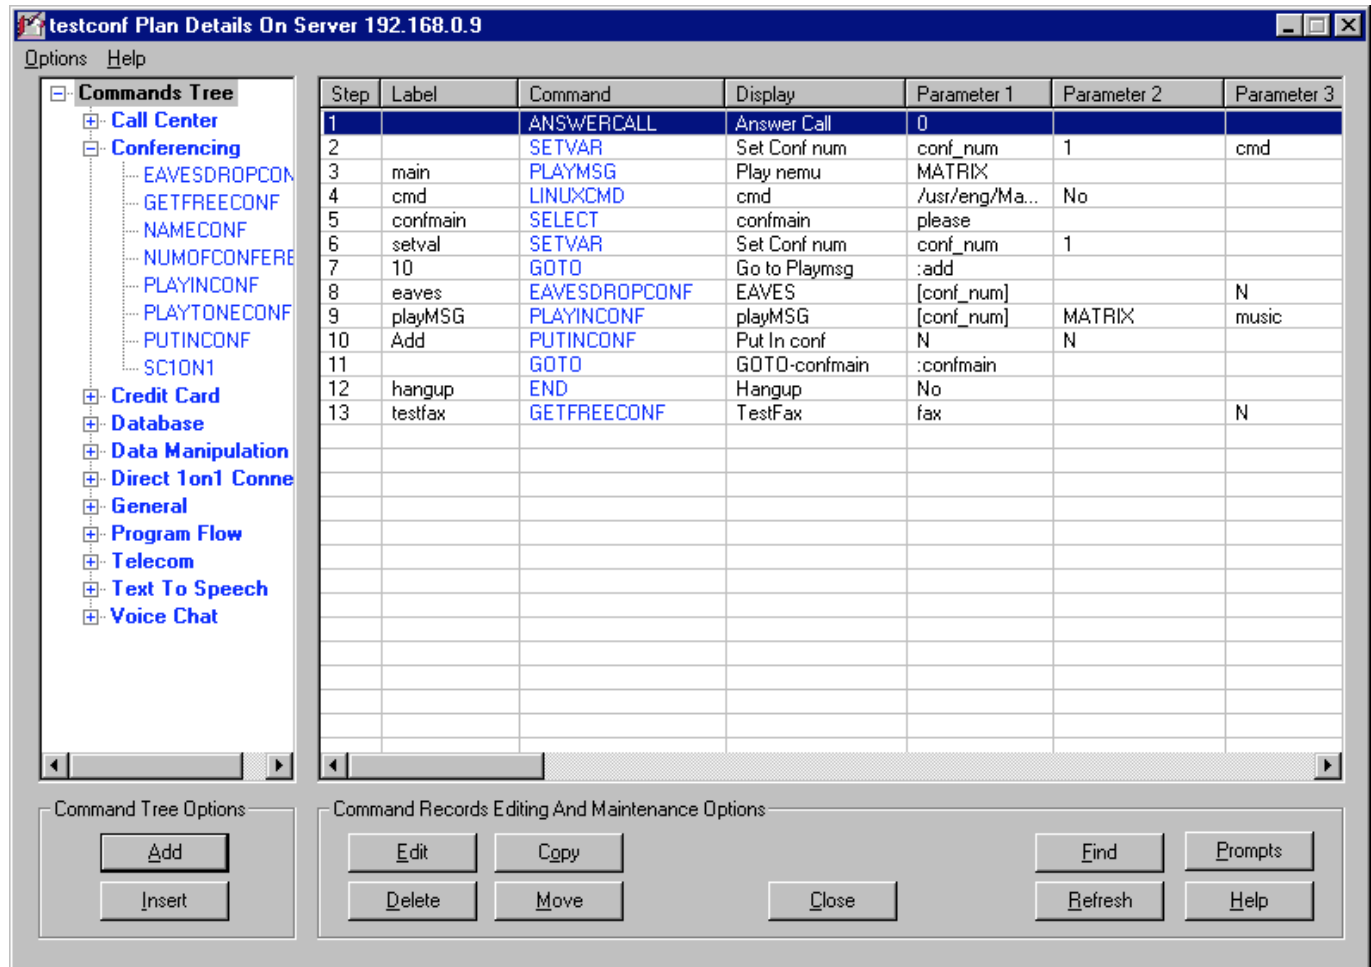 testconf Plan Details On Server 192.168.0.9
Options Help
Commands Tree
Call Center
Conferencing
EAVESDROPCON
GETFREECONF
NAMECONF
NUMOFCONFERE
PLAYINCONF
PLAYTONECONF
PUTINCONF
SC1ON1
Credit Card
Database
Data Manipulation
Direct 1on1 Conne
General
Program Flow
Telecom
Text To Speech
Voice Chat
Step Label Command Display Parameter 1 Parameter 2 Parameter 3
1 ANSWERCALL Answer Call 0
2 SETVAR Set Conf num conf_num 1 cmd
3 main PLAYMSG Play nemu MATRIX
4 cmd LINUXCMD cmd /usr/eng/Ma... No
5 confmain SELECT confmain please
6 setval SETVAR Set Conf num conf_num 1
7 10 GOTO Go to Playmsg :add
8 eaves EAVESDROPCONF EAVES [conf_num] N
9 playMSG PLAYINCONF playMSG [conf_num] MATRIX music
10 Add PUTINCONF Put In conf N N
11 GOTO GOTO-confmain :confmain
12 hangup END Hangup No
13 testfax GETFREECONF TestFax fax N
Command Tree Options
Add
Insert
Command Records Editing And Maintenance Options
Edit Copy Find Prompts
Delete Move Close Refresh Help